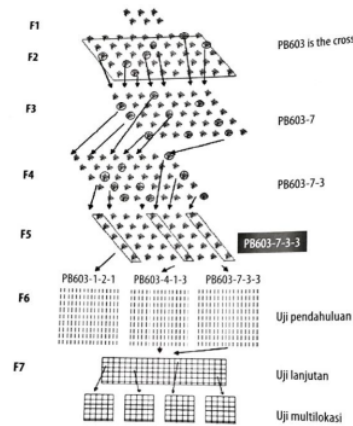 F1
PB603 is the cross
F2
F3
PB603-7
F4
PB603-7-3
F5
PB603-7-3-3
PB603-1-2-1 PB603-4-1-3 PB603-7-3-3
F6
Uji pendahuluan
F7
Uji lanjutan
Uji multilokasi